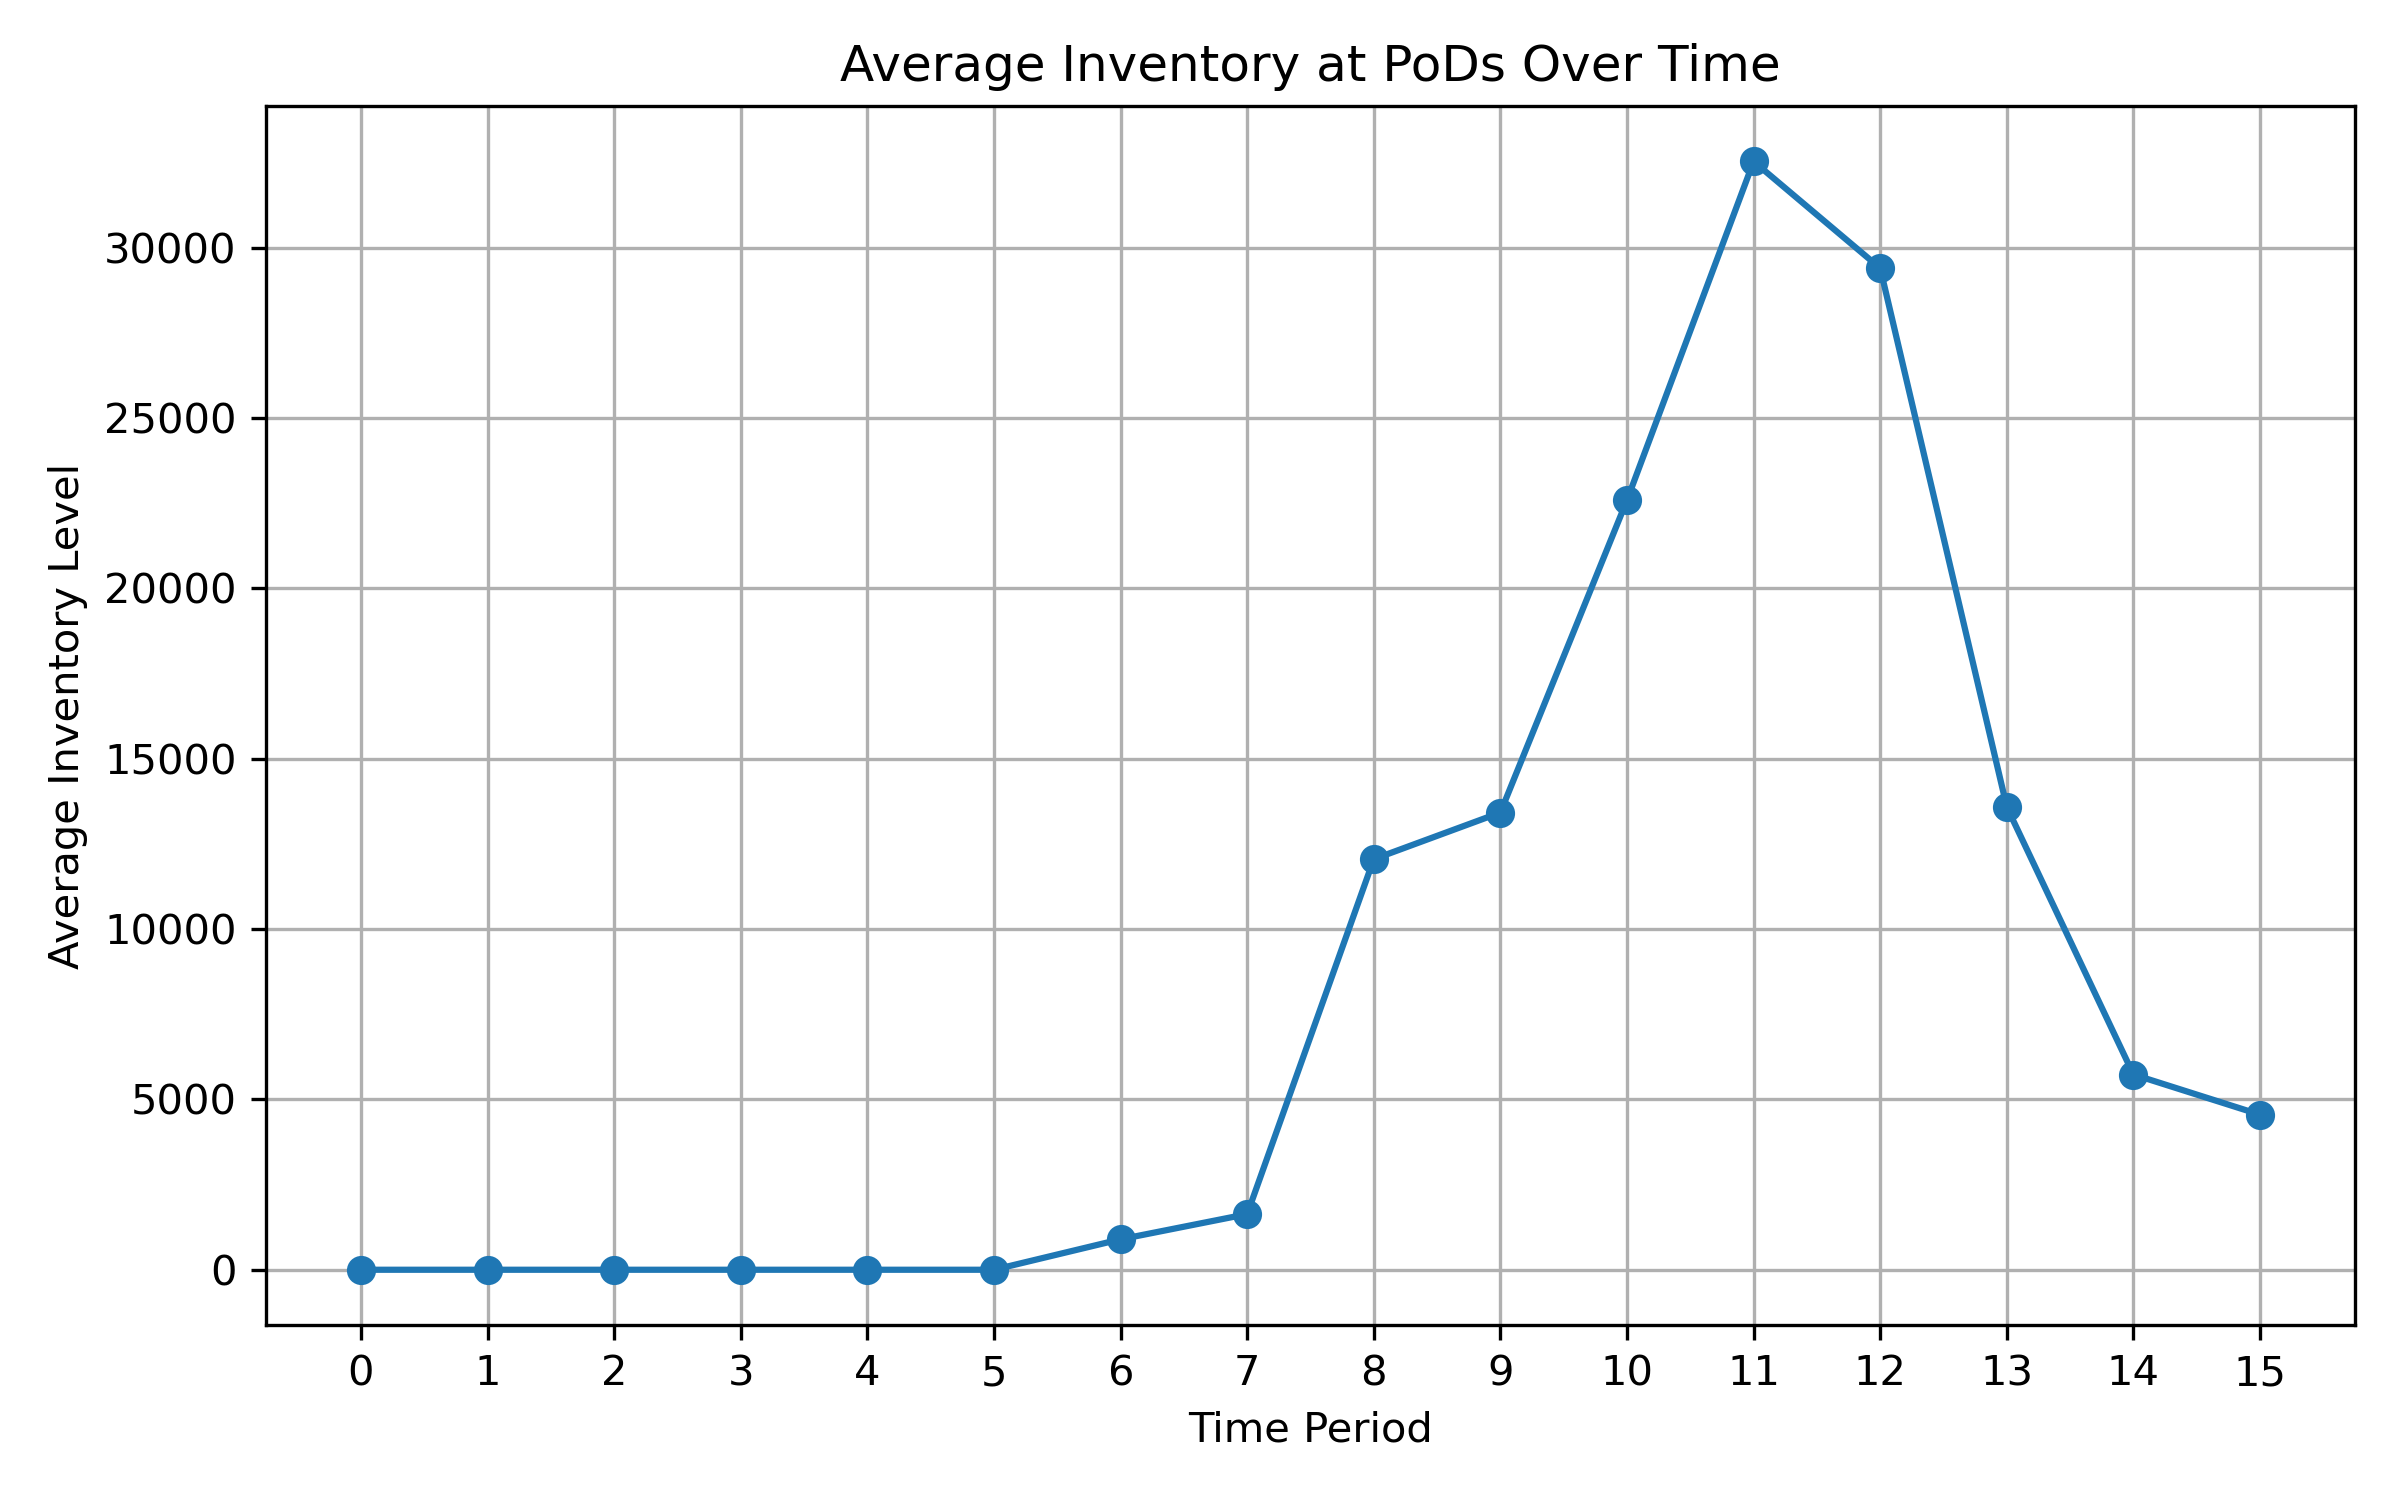 Average Inventory at PoDs Over Time
Average Inventory Level
30000
25000
20000
15000
10000
5000
0
0 1 2 3 4 5 6 7 8 9 10 11 12 13 14 15
Time Period